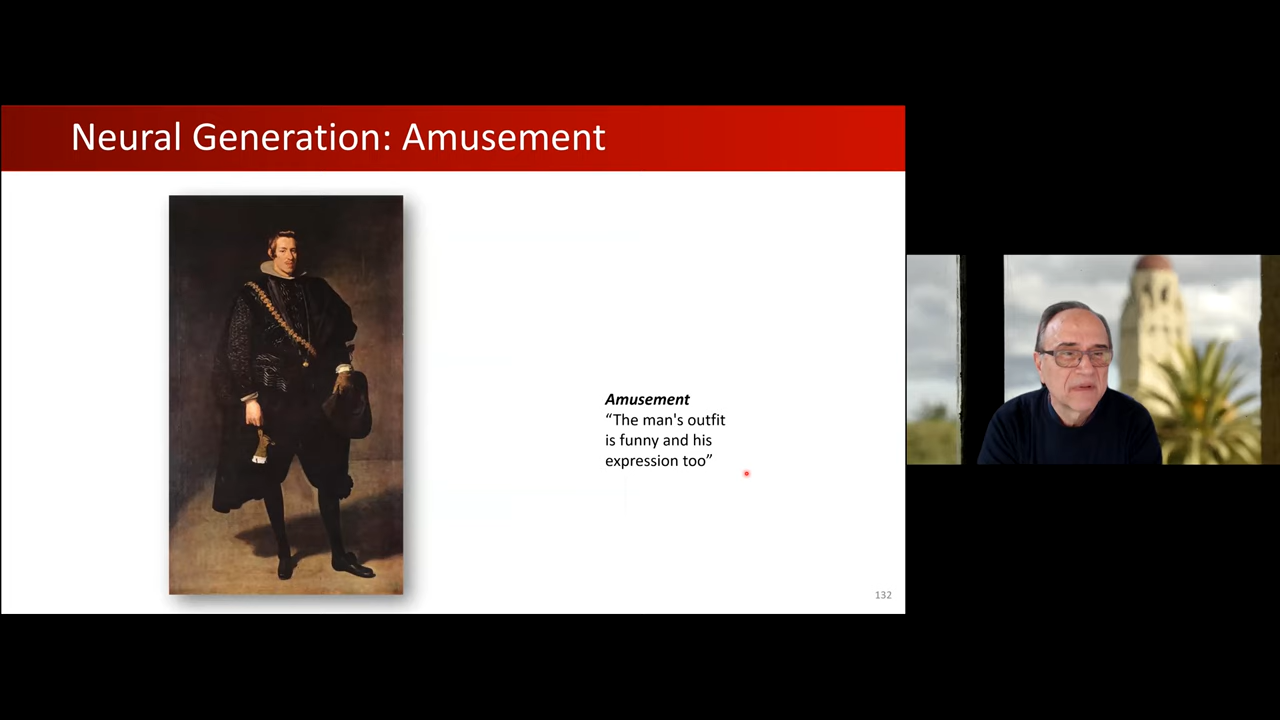 Neural Generation: Amusement
Amusement
“The man's outfit
is funny and his
expression too”
132